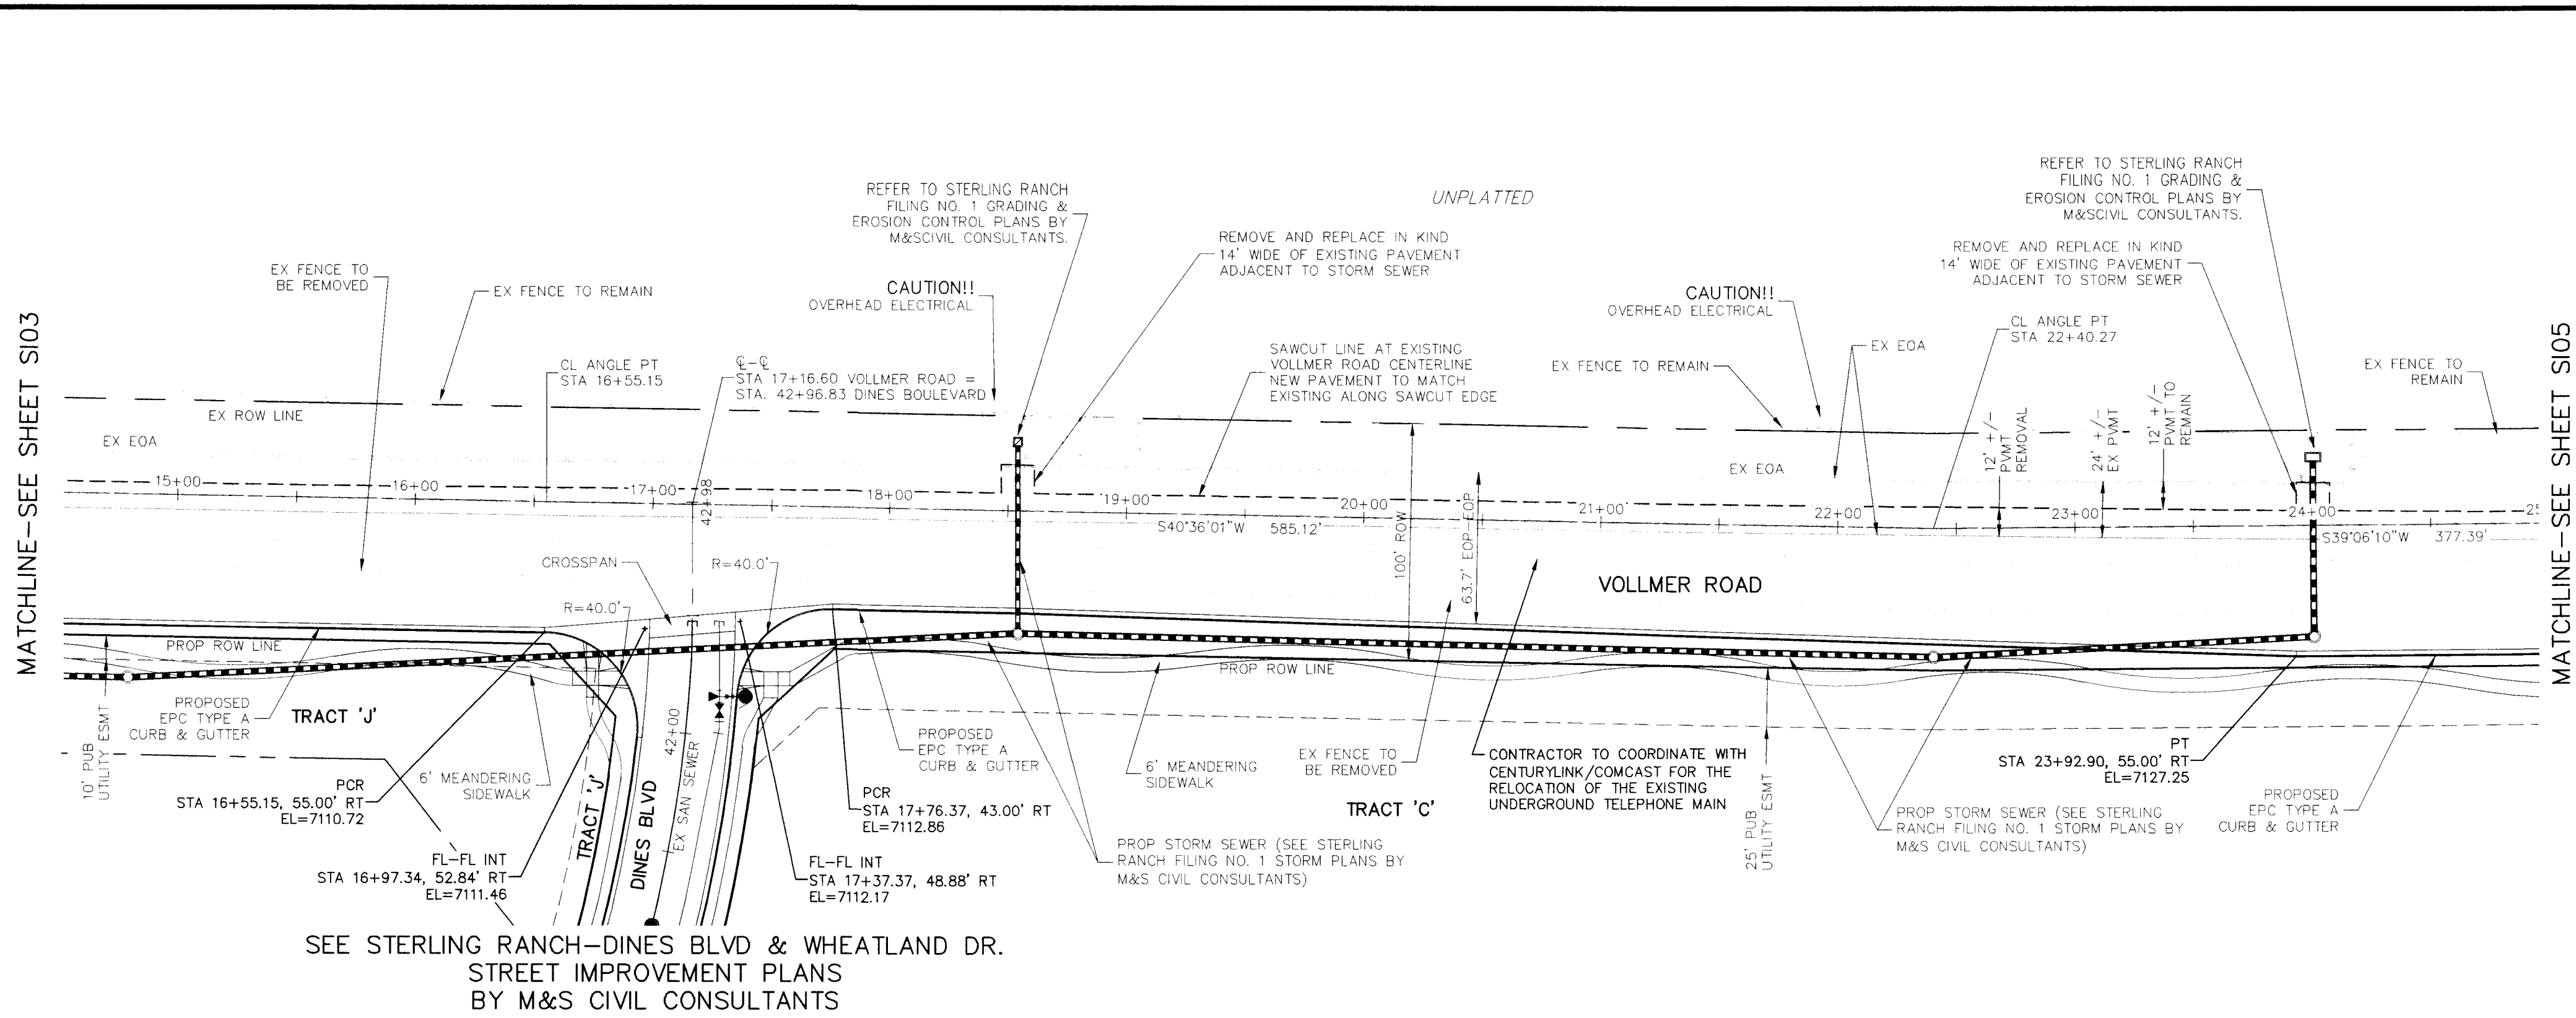 MATCHLINE-SEE SHEET SI03
EX FENCE TO
BE REMOVED
EX FENCE TO REMAIN
CL ANGLE PT
STA 16+55.15
℄-℄
STA 17+16.60 VOLLMER ROAD =
STA. 42+96.83 DINES BOULEVARD
CAUTION!!
OVERHEAD ELECTRICAL
REFER TO STERLING RANCH
FILING NO. 1 GRADING &
EROSION CONTROL PLANS BY
M&SCIVIL CONSULTANTS.
REMOVE AND REPLACE IN KIND
14' WIDE OF EXISTING PAVEMENT
ADJACENT TO STORM SEWER
UNPLATTED
SAWCUT LINE AT EXISTING
VOLLMER ROAD CENTERLINE
NEW PAVEMENT TO MATCH
EXISTING ALONG SAWCUT EDGE
EX FENCE TO REMAIN
CAUTION!!
OVERHEAD ELECTRICAL
EX EOA
REFER TO STERLING RANCH
FILING NO. 1 GRADING &
EROSION CONTROL PLANS BY
M&SCIVIL CONSULTANTS.
REMOVE AND REPLACE IN KIND
14' WIDE OF EXISTING PAVEMENT
ADJACENT TO STORM SEWER
CL ANGLE PT
STA 22+40.27
EX FENCE TO
REMAIN
MATCHLINE-SEE SHEET SI05
EX ROW LINE
EX EOA
EX EOA
12' +/-
PVMT
REMOVAL
24' +/-
EX PVMT
12' +/-
PVMT TO
REMAIN
15+00
16+00
17+00
42+98
18+00
19+00
20+00
21+00
22+00
23+00
24+00
25
S40°36'01"W 585.12'
S39°06'10"W 377.39'
100' ROW
63.7' EOP-EOP
VOLLMER ROAD
CROSSPAN
R=40.0'
R=40.0'
PROP ROW LINE
PROP ROW LINE
10' PUB
UTILITY ESMT
PROPOSED
EPC TYPE A
CURB & GUTTER
TRACT 'J'
6' MEANDERING
SIDEWALK
PCR
STA 16+55.15, 55.00' RT
EL=7110.72
FL-FL INT
STA 16+97.34, 52.84' RT
EL=7111.46
TRACT 'J'
DINES BLVD
42+00
EX SAN SEWER
PROPOSED
EPC TYPE A
CURB & GUTTER
PCR
STA 17+76.37, 43.00' RT
EL=7112.86
FL-FL INT
STA 17+37.37, 48.88' RT
EL=7112.17
6' MEANDERING
SIDEWALK
PROP STORM SEWER (SEE STERLING
RANCH FILING NO. 1 STORM PLANS BY
M&S CIVIL CONSULTANTS)
EX FENCE TO
BE REMOVED
TRACT 'C'
CONTRACTOR TO COORDINATE WITH
CENTURYLINK/COMCAST FOR THE
RELOCATION OF THE EXISTING
UNDERGROUND TELEPHONE MAIN
25' PUB
UTILITY ESMT
PT
STA 23+92.90, 55.00' RT
EL=7127.25
PROP STORM SEWER (SEE STERLING
RANCH FILING NO. 1 STORM PLANS BY
M&S CIVIL CONSULTANTS)
PROPOSED
EPC TYPE A
CURB & GUTTER
SEE STERLING RANCH-DINES BLVD & WHEATLAND DR.
STREET IMPROVEMENT PLANS
BY M&S CIVIL CONSULTANTS